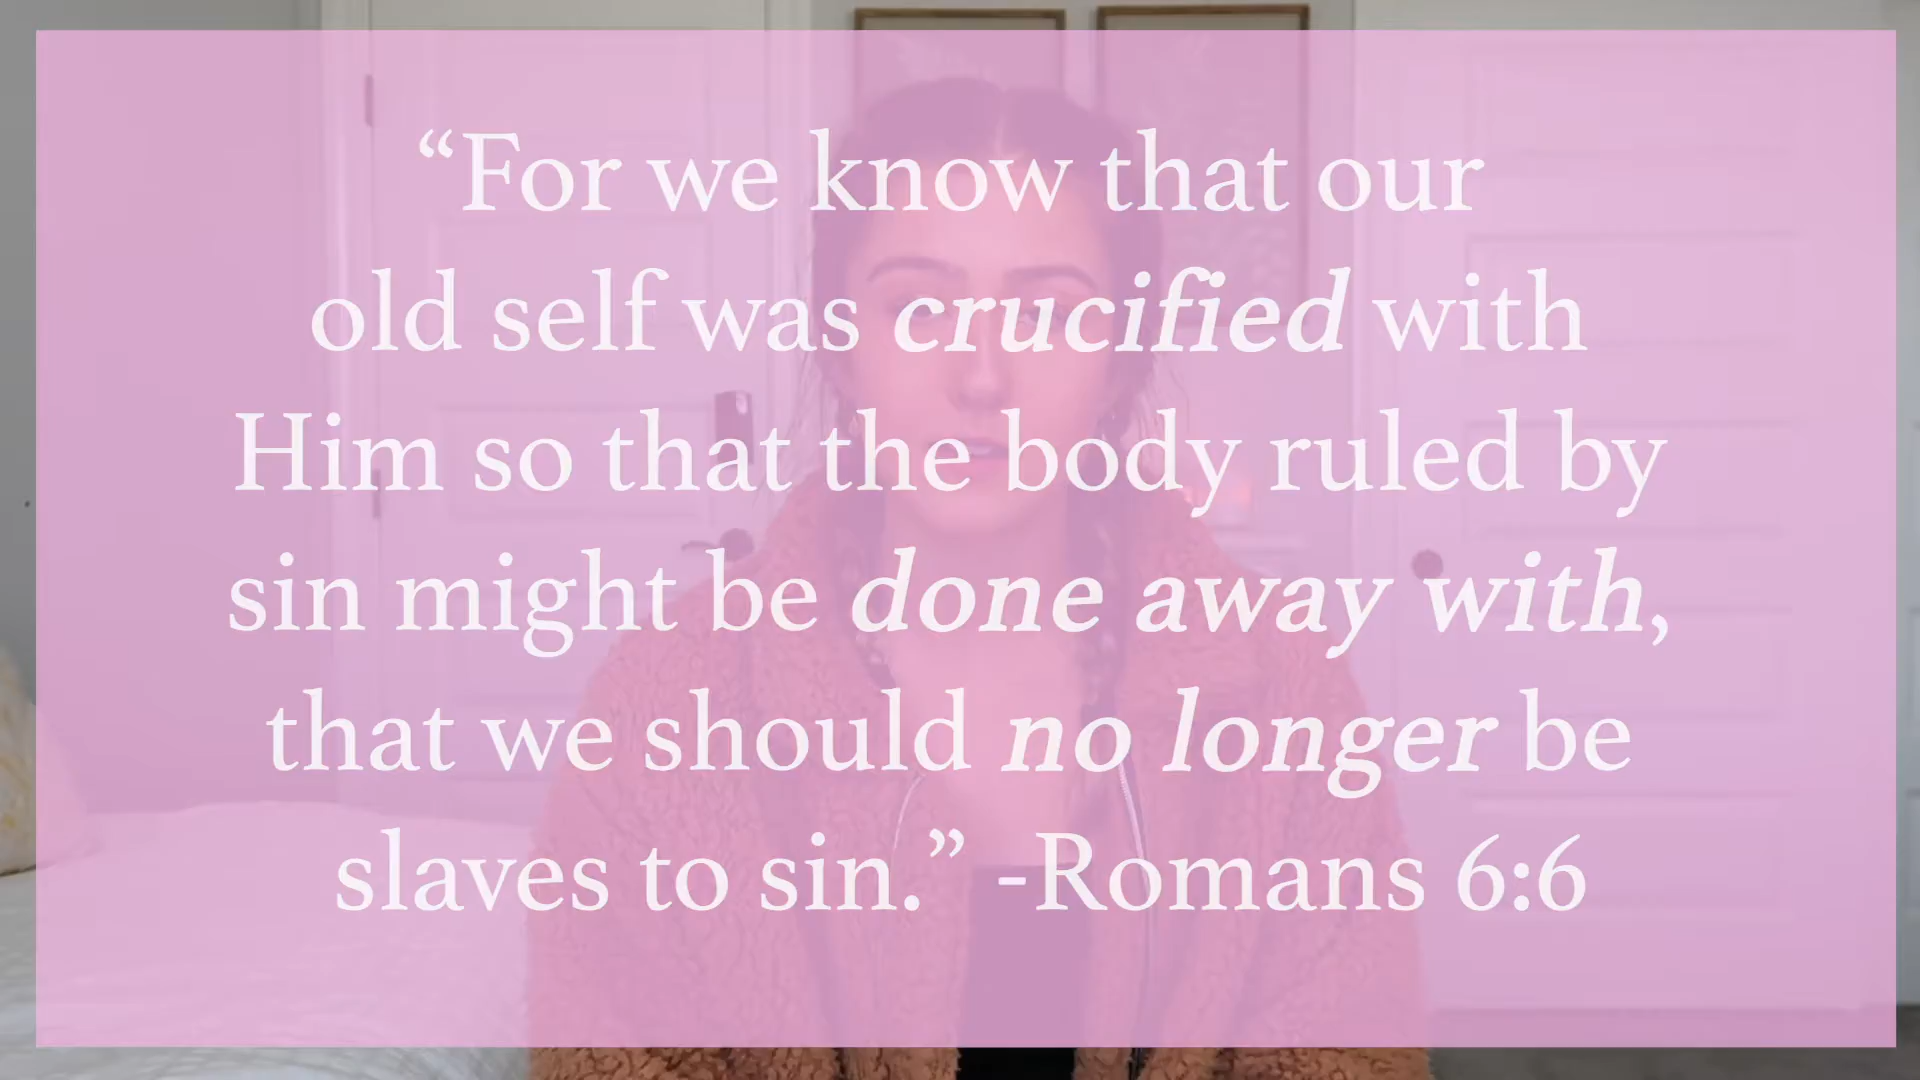 “For we know that our
old self was crucified with
Him so that the body ruled by
sin might be done away with,
that we should no longer be
slaves to sin.” -Romans 6:6